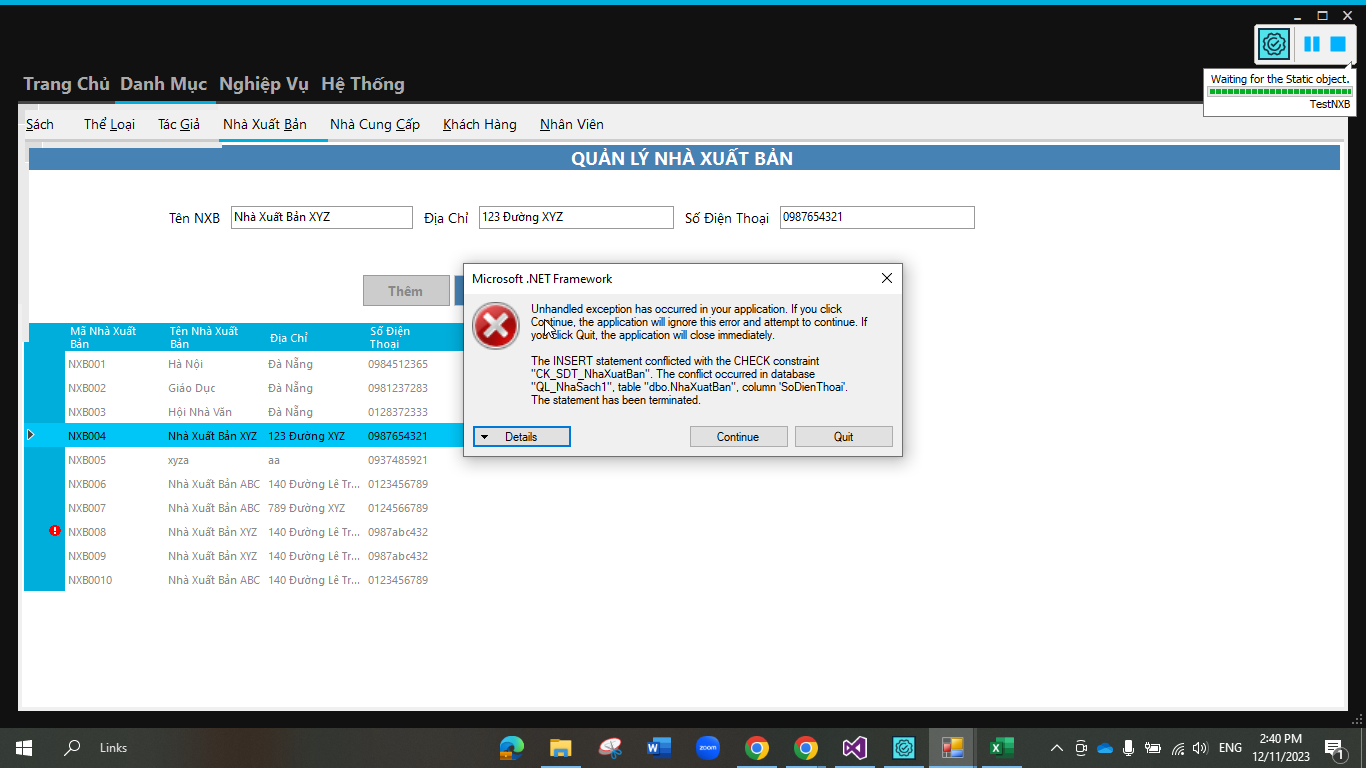 Waiting for the Static object.
TestNXB
Trang Chủ Danh Mục Nghiệp Vụ Hệ Thống
Sách Thể Loại Tác Giả Nhà Xuất Bản Nhà Cung Cấp Khách Hàng Nhân Viên
QUẢN LÝ NHÀ XUẤT BẢN
Tên NXB Nhà Xuất Bản XYZ Địa Chỉ 123 Đường XYZ Số Điện Thoại 0987654321
Thêm
Microsoft .NET Framework
Unhandled exception has occurred in your application. If you click
Continue, the application will ignore this error and attempt to continue. If
you click Quit, the application will close immediately.
The INSERT statement conflicted with the CHECK constraint
"CK_SDT_NhaXuatBan". The conflict occurred in database
"QL_NhaSach1", table "dbo.NhaXuatBan", column 'SoDienThoai'.
The statement has been terminated.
Details Continue Quit
Mã Nhà Xuất Bản Tên Nhà Xuất Bản Địa Chỉ Số Điện Thoại
NXB001 Hà Nội Đà Nẵng 0984512365
NXB002 Giáo Dục Đà Nẵng 0981237283
NXB003 Hội Nhà Văn Đà Nẵng 0128372333
NXB004 Nhà Xuất Bản XYZ 123 Đường XYZ 0987654321
NXB005 xyza aa 0937485921
NXB006 Nhà Xuất Bản ABC 140 Đường Lê Tr... 0123456789
NXB007 Nhà Xuất Bản ABC 789 Đường XYZ 0124566789
NXB008 Nhà Xuất Bản XYZ 140 Đường Lê Tr... 0987abc432
NXB009 Nhà Xuất Bản XYZ 140 Đường Lê Tr... 0987abc432
NXB0010 Nhà Xuất Bản ABC 140 Đường Lê Tr... 0123456789
Links
zoom
ENG
2:40 PM
12/11/2023
1